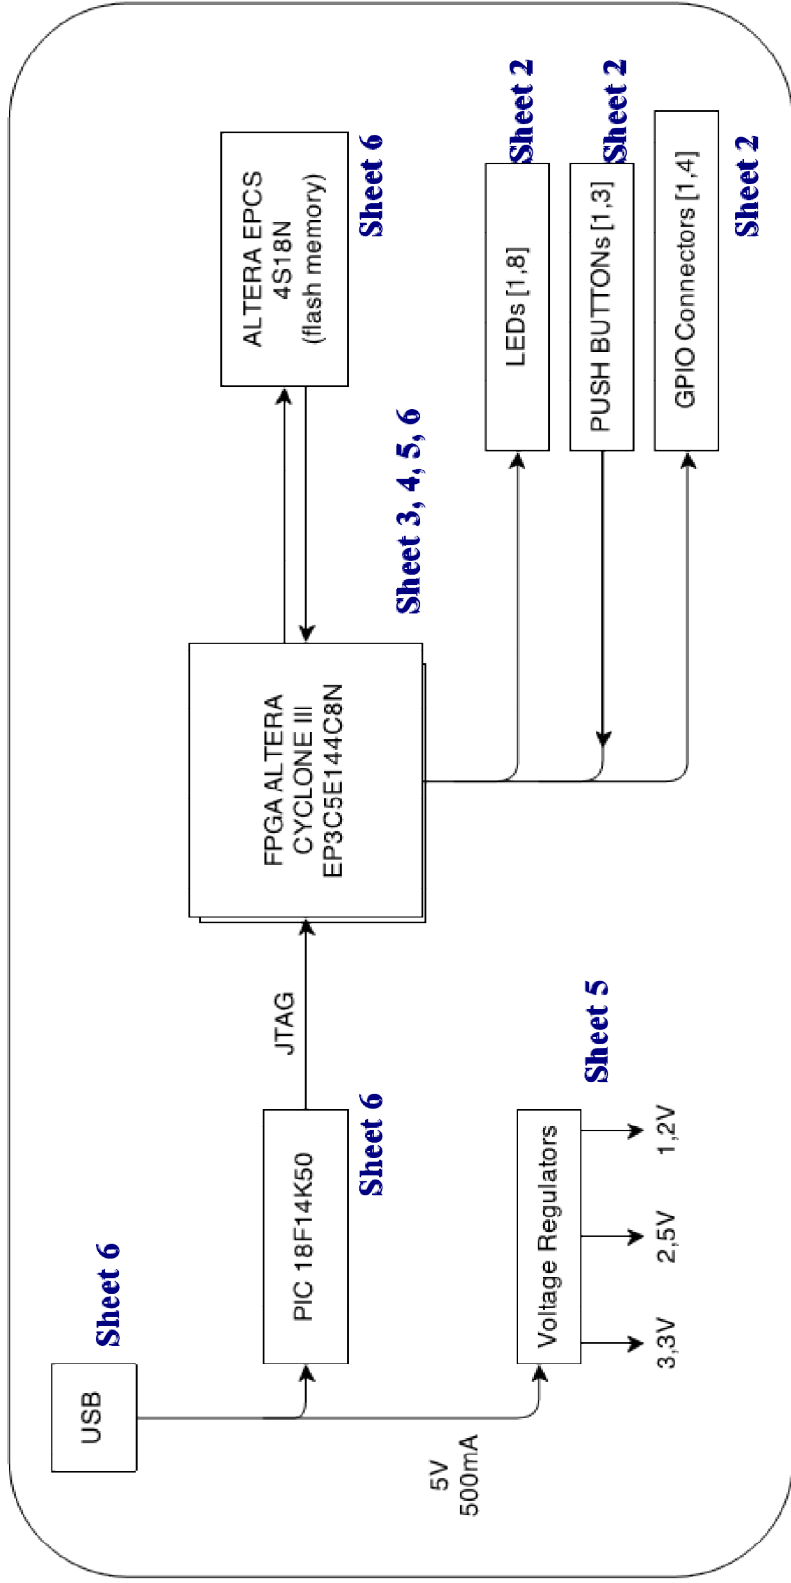 USB
Sheet 6
5V
500mA
PIC 18F14K50
Sheet 6
JTAG
Voltage Regulators
Sheet 5
3,3V
2,5V
1,2V
FPGA ALTERA
CYCLONE III
EP3C5E144C8N
Sheet 3, 4, 5, 6
ALTERA EPCS
4S18N
(flash memory)
Sheet 6
LEDs [1,8]
Sheet 2
PUSH BUTTONs [1,3]
Sheet 2
GPIO Connectors [1,4]
Sheet 2